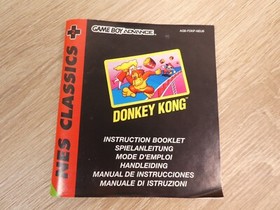 GAME BOY ADVANCE
NES CLASSICS
DONKEY KONG
INSTRUCTION BOOKLET
SPIELANLEITUNG
MODE D'EMPLOI
HANDLEIDING
MANUAL DE INSTRUCCIONES
MANUALE DI ISTRUZIONI